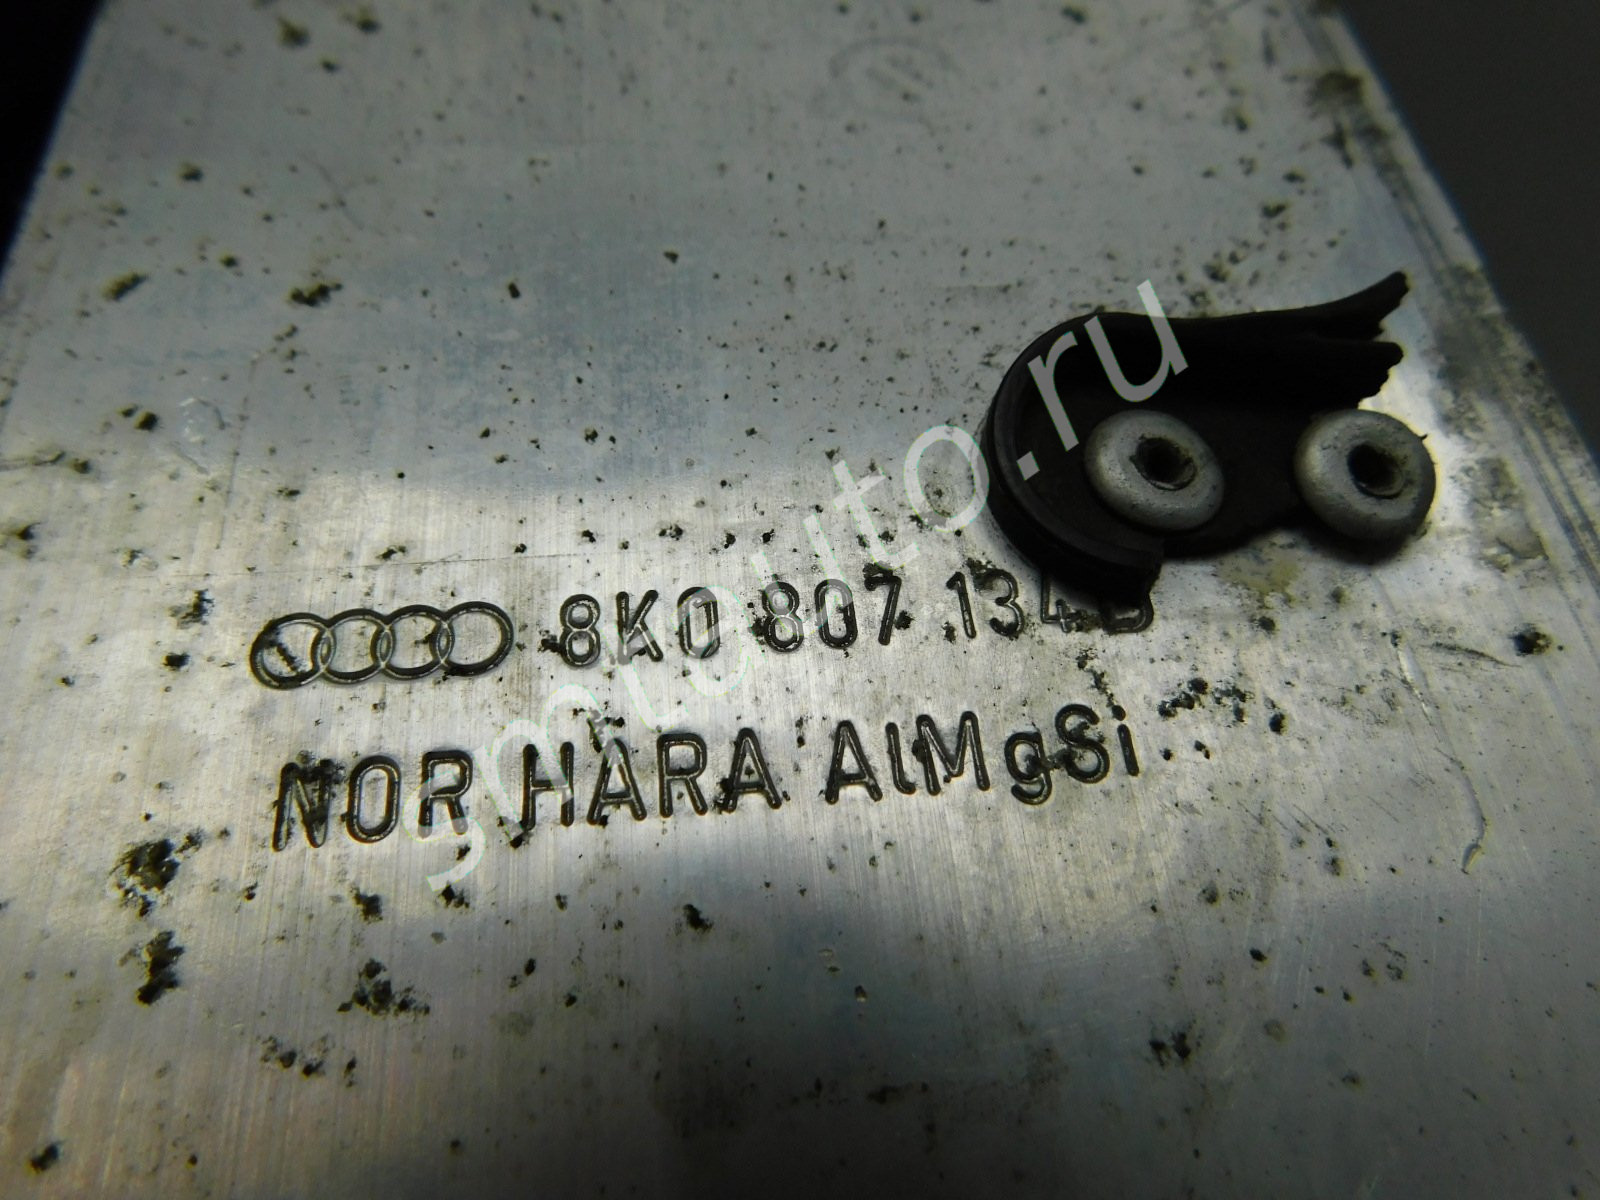 8K0 807 134 B
NOR HARA AlMgSi